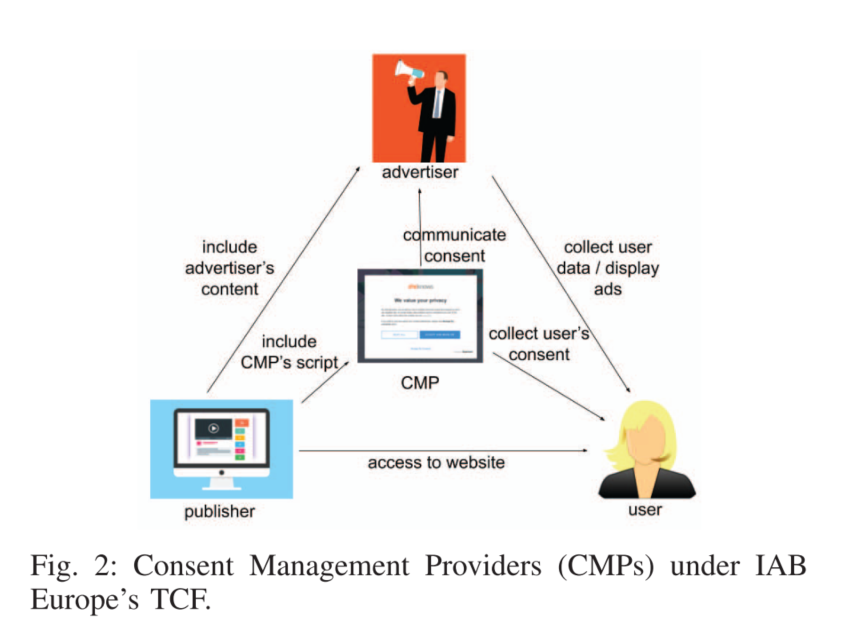 advertiser
communicate
consent
include
advertiser's
content
collect user
data / display
ads
We value your privacy
include
CMP's script
collect user's
consent
CMP
access to website
publisher
user
Fig. 2: Consent Management Providers (CMPs) under IAB
Europe's TCF.